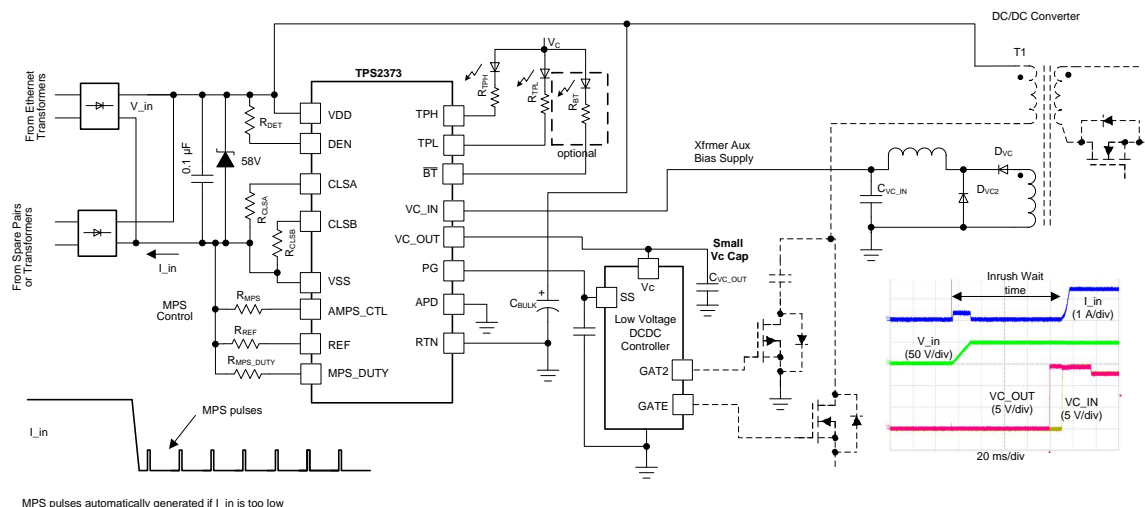 DC/DC Converter
T1
From Ethernet
Transformers
V_in
0.1 µF
58V
RDET
TPS2373
VDD
DEN
CLSA
CLSB
VSS
AMPS_CTL
REF
MPS_DUTY
TPH
TPL
BT
VC_IN
VC_OUT
PG
APD
RTN
VC
RTPH
RTPL
RBT
optional
RCLSA
RCLSB
From Spare Pairs
or Transformers
I_in
MPS
Control
RMPS
RREF
RMPS_DUTY
CBULK
Xfrmer Aux
Bias Supply
CVC_IN
DVC
DVC2
Small
Vc Cap
CVC_OUT
Vc
SS
Low Voltage
DCDC
Controller
GAT2
GATE
Inrush Wait
time
I_in
(1 A/div)
V_in
(50 V/div)
VC_OUT
(5 V/div)
VC_IN
(5 V/div)
20 ms/div
I_in
MPS pulses
MPS pulses automatically generated if I_in is too low